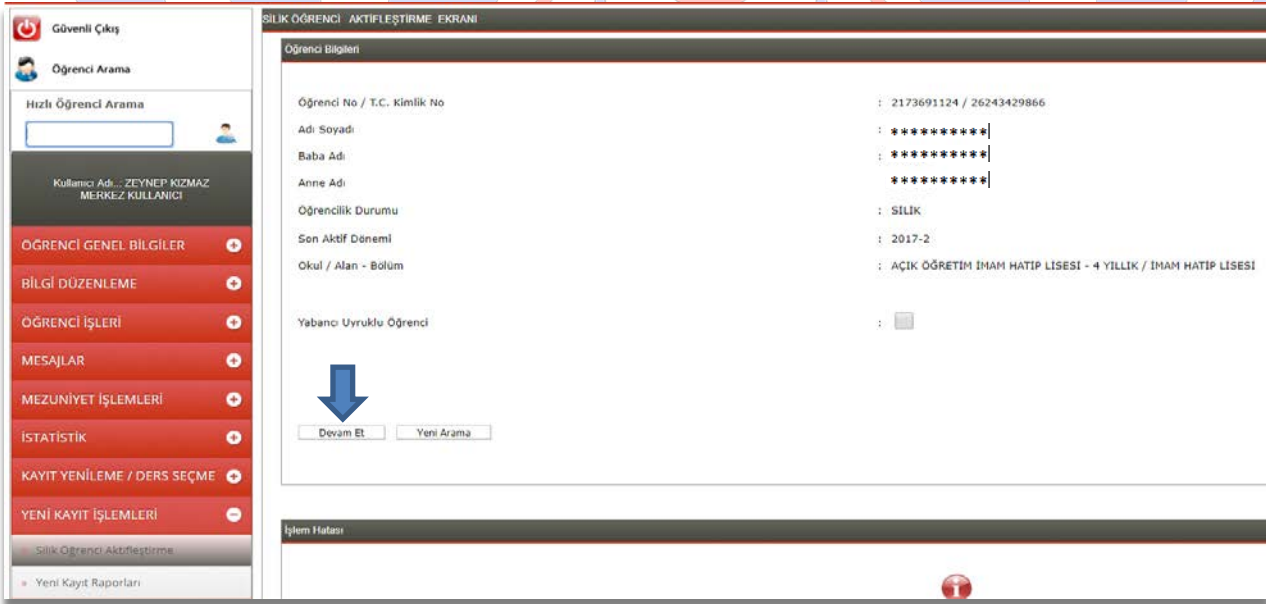 Güvenli Çıkış
Öğrenci Arama
Hızlı Öğrenci Arama
Kullanıcı Adı..: ZEYNEP KIZMAZ
MERKEZ KULLANICI
ÖĞRENCİ GENEL BİLGİLER
BİLGİ DÜZENLEME
ÖĞRENCİ İŞLERİ
MESAJLAR
MEZUNİYET İŞLEMLERİ
İSTATİSTİK
KAYIT YENİLEME / DERS SEÇME
YENİ KAYIT İŞLEMLERİ
Silik Öğrenci Aktifleştirme
Yeni Kayıt Raporları
SİLİK ÖĞRENCİ AKTİFLEŞTİRME EKRANI
Öğrenci Bilgileri
Öğrenci No / T.C. Kimlik No : 2173691124 / 26243429866
Adı Soyadı : **********
Baba Adı : **********
Anne Adı **********
Öğrencilik Durumu : SİLİK
Son Aktif Dönemi : 2017-2
Okul / Alan - Bölüm : AÇIK ÖĞRETİM İMAM HATİP LİSESİ - 4 YILLIK / İMAM HATİP LİSESİ
Yabancı Uyruklu Öğrenci :
Devam Et Yeni Arama
İşlem Hatası